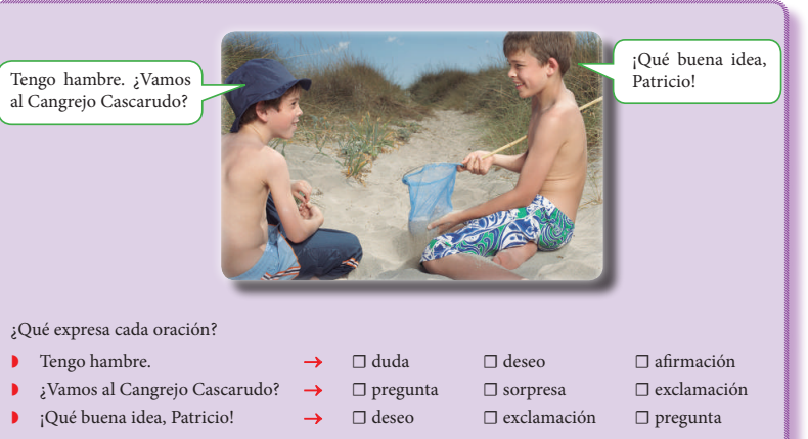 Tengo hambre. ¿Vamos
al Cangrejo Cascarudo?
¡Qué buena idea,
Patricio!
¿Qué expresa cada oración?
◗ Tengo hambre. → ☐ duda ☐ deseo ☐ afirmación
◗ ¿Vamos al Cangrejo Cascarudo? → ☐ pregunta ☐ sorpresa ☐ exclamación
◗ ¡Qué buena idea, Patricio! → ☐ deseo ☐ exclamación ☐ pregunta